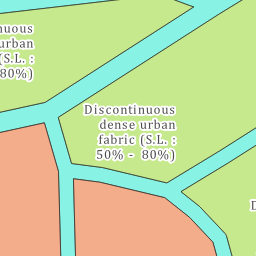 nuous
urban
(S.L. :
80%)
Discontinuous
dense urban
fabric (S.L. :
50% - 80%)
D